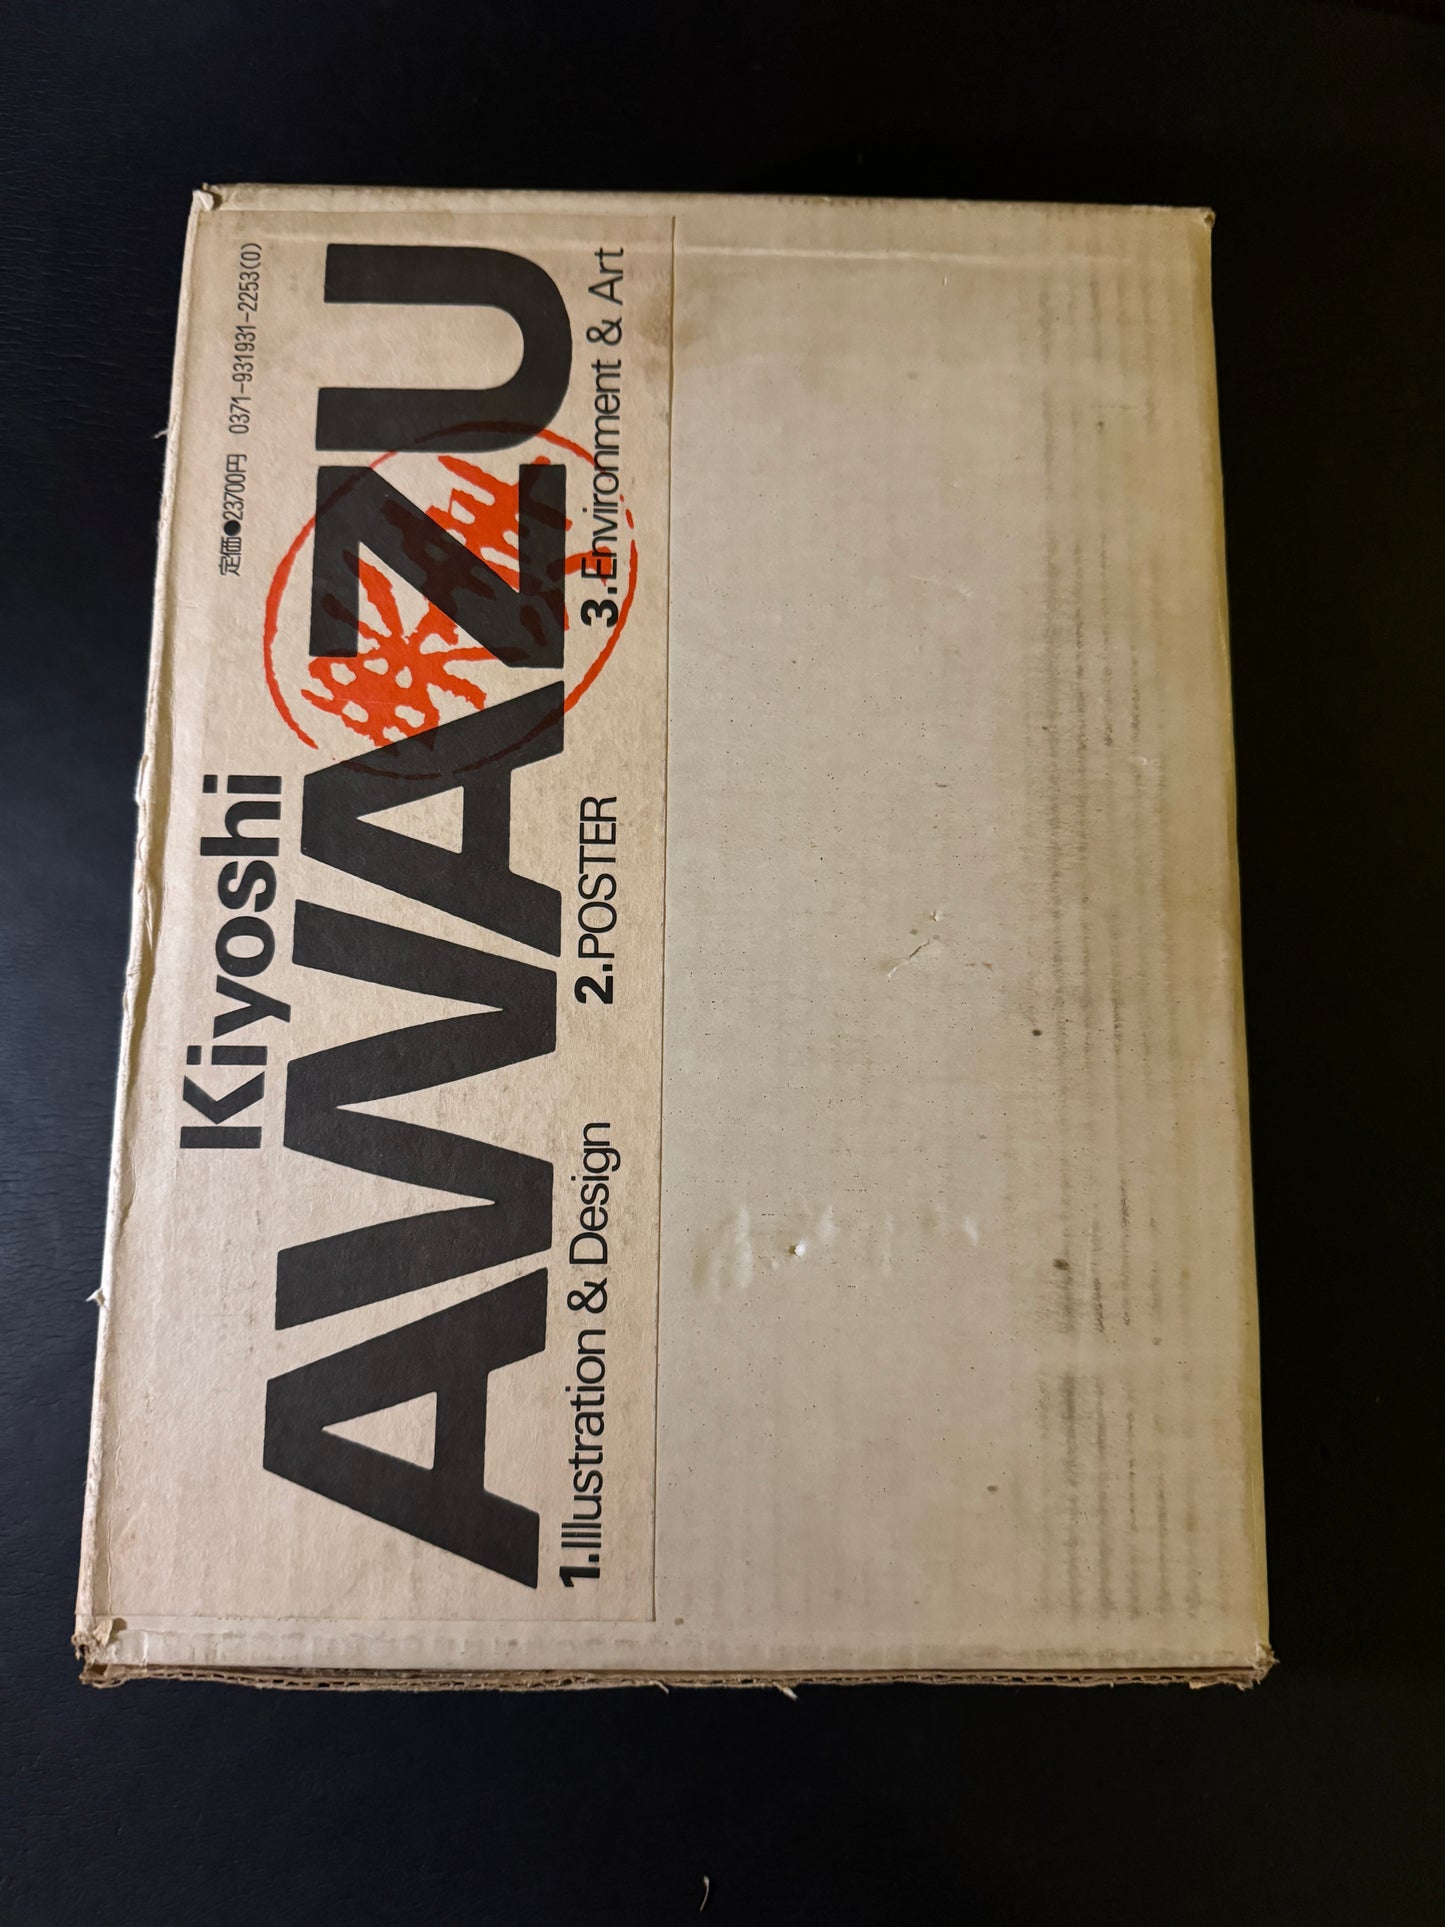 定価●23700円 0371-931931-2253(0)
Kiyoshi
AWAZU
1.Illustration & Design 2.POSTER 3.Environment & Art